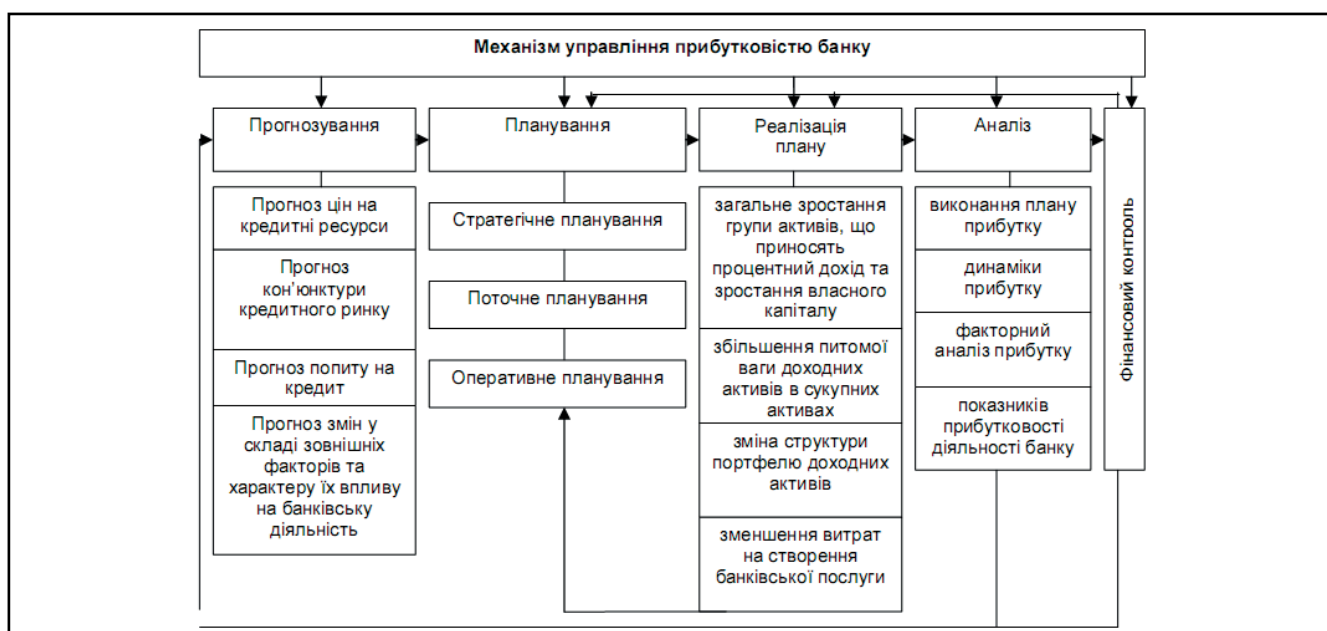 Механізм управління прибутковістю банку
Прогнозування
Планування
Реалізація
плану
Аналіз
Фінансовий контроль
Прогноз цін на
кредитні ресурси
Прогноз
кон’юнктури
кредитного ринку
Прогноз попиту на
кредит
Прогноз змін у
складі зовнішніх
факторів та
характеру їх впливу
на банківську
діяльність
Стратегічне планування
Поточне планування
Оперативне планування
загальне зростання
групи активів, що
приносять
процентний дохід та
зростання власного
капіталу
збільшення питомої
ваги доходних
активів в сукупних
активах
зміна структури
портфелю доходних
активів
зменшення витрат
на створення
банківської послуги
виконання плану
прибутку
динаміки
прибутку
факторний
аналіз прибутку
показників
прибутковості
діяльності банку